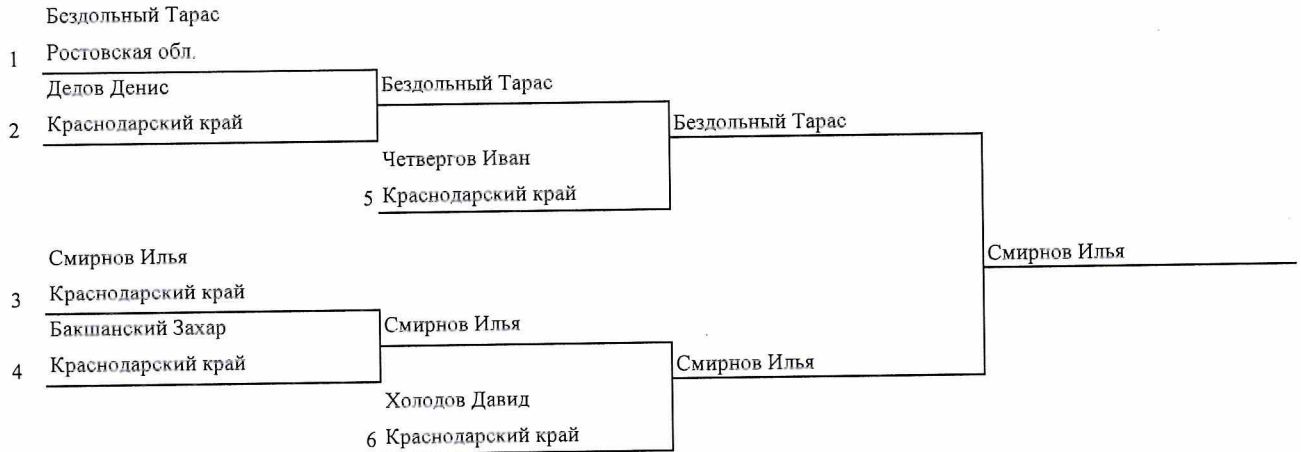 Бездольный Тарас
1 Ростовская обл.
Делов Денис
2 Краснодарский край
Бездольный Тарас
Четвергов Иван
5 Краснодарский край
Бездольный Тарас
Смирнов Илья
3 Краснодарский край
Бакшанский Захар
4 Краснодарский край
Смирнов Илья
Холодов Давид
6 Краснодарский край
Смирнов Илья
Смирнов Илья